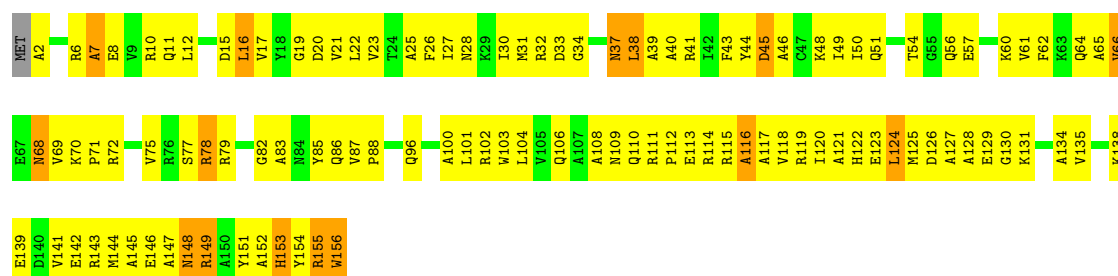 MET A2 R6 A7 E8 V9 R10 Q11 L12 D15 L16 V17 Y18 G19 D20 V21 L22 V23 T24 A25 F26 I27 N28 K29 I30 M31 R32 D33 G34 N37 L38 A39 A40 R41 I42 F43 Y44 D45 A46 C47 K48 I49 I50 Q51 T54 G55 Q56 E57 K60 V61 F62 K63 Q64 A65 V66
E67 N68 V69 K70 P71 R72 V75 R76 S77 R78 R79 G82 A83 N84 Y85 Q86 V87 P88 Q96 A100 L101 R102 W103 L104 V105 Q106 A107 A108 N109 Q110 R111 P112 E113 R114 R115 A116 A117 V118 R119 I120 A121 H122 E123 L124 M125 D126 A127 A128 E129 G130 K131 A134 V135 K138
E139 D140 V141 E142 R143 M144 A145 E146 A147 N148 R149 A150 Y151 A152 H153 Y154 R155 W156